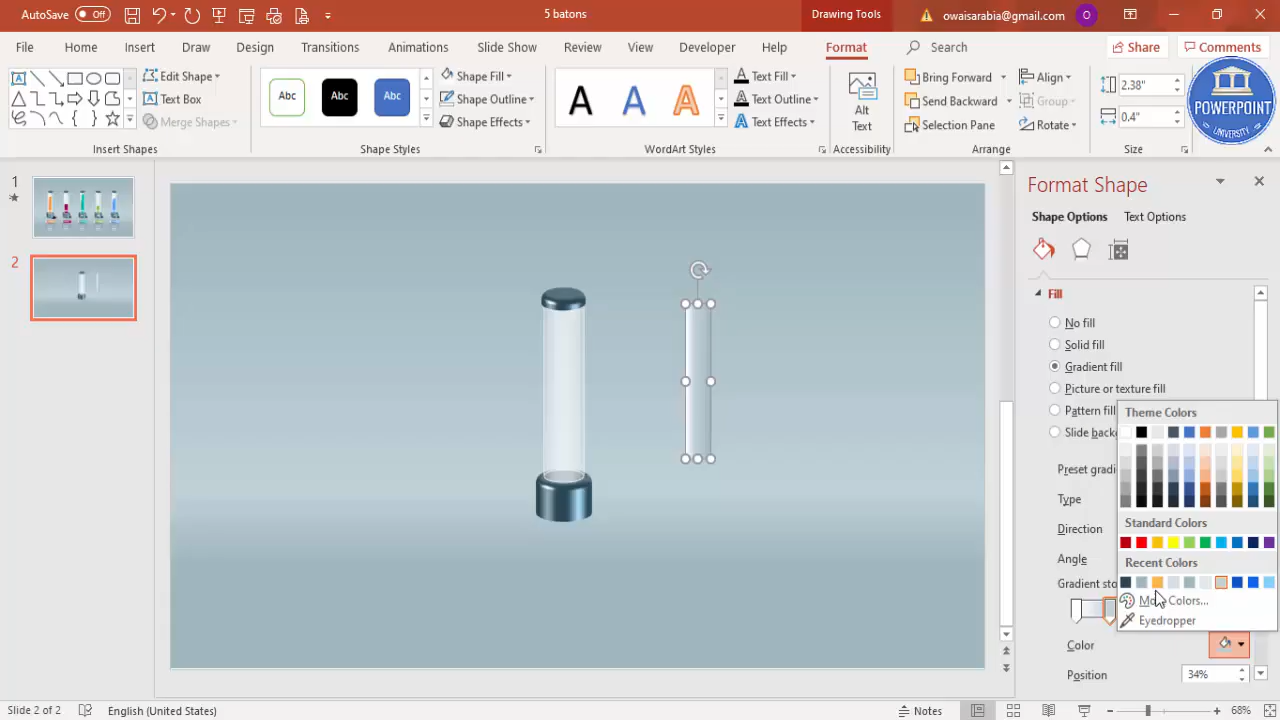 AutoSave Off
5 batons
Drawing Tools
owaisarabia@gmail.com
O
File Home Insert Draw Design Transitions Animations Slide Show Review View Developer Help Format Search Share Comments
Edit Shape
Text Box
Merge Shapes
Insert Shapes
Abc Abc Abc
Shape Fill
Shape Outline
Shape Effects
Shape Styles
A A A
Text Fill
Text Outline
Text Effects
WordArt Styles
Alt
Text
Accessibility
Bring Forward
Send Backward
Selection Pane
Align
Group
Rotate
Arrange
2.38"
0.4"
Size
POWERPOINT
UNIVERSITY
1
2
Format Shape
Shape Options Text Options
Fill
No fill
Solid fill
Gradient fill
Picture or texture fill
Pattern fill
Theme Colors
Standard Colors
Recent Colors
Colors...
Eyedropper
Type
Direction
Angle
Color
Position 34%
Slide 2 of 2 English (United States) Notes 68%